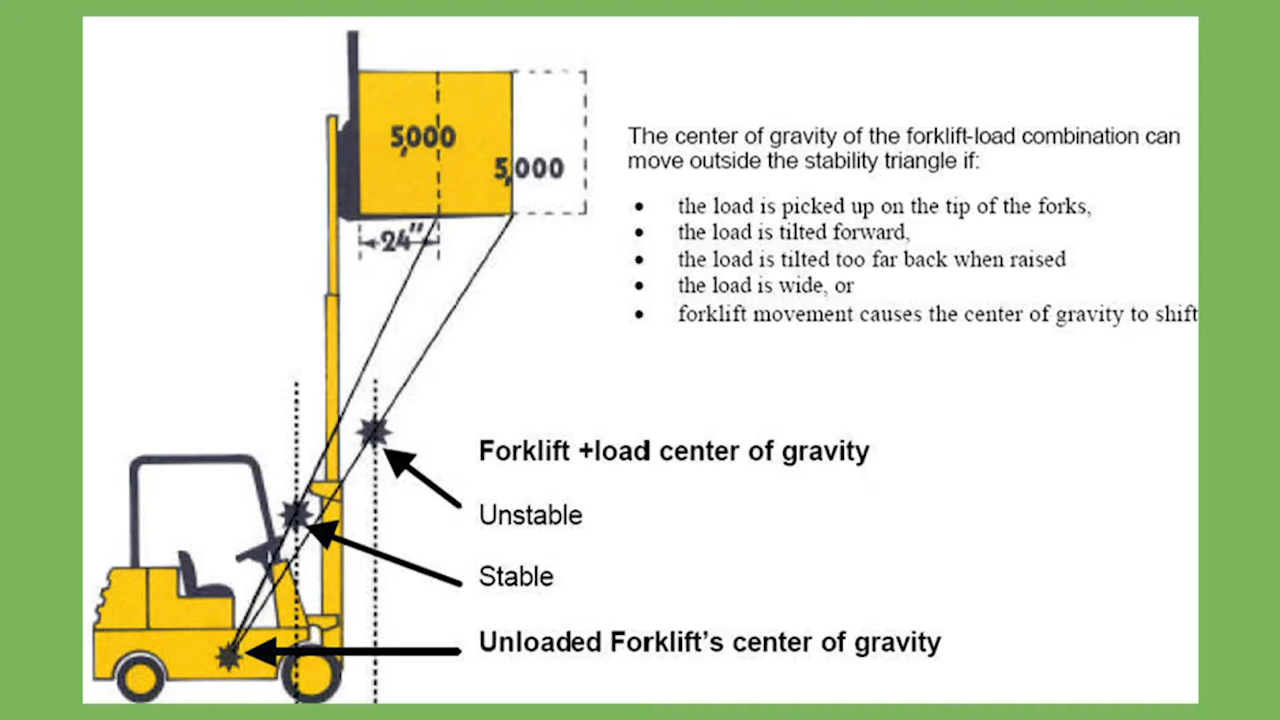 5,000
5,000
24"
The center of gravity of the forklift-load combination can
move outside the stability triangle if:
• the load is picked up on the tip of the forks,
• the load is tilted forward,
• the load is tilted too far back when raised
• the load is wide, or
• forklift movement causes the center of gravity to shift
Forklift +load center of gravity
Unstable
Stable
Unloaded Forklift's center of gravity